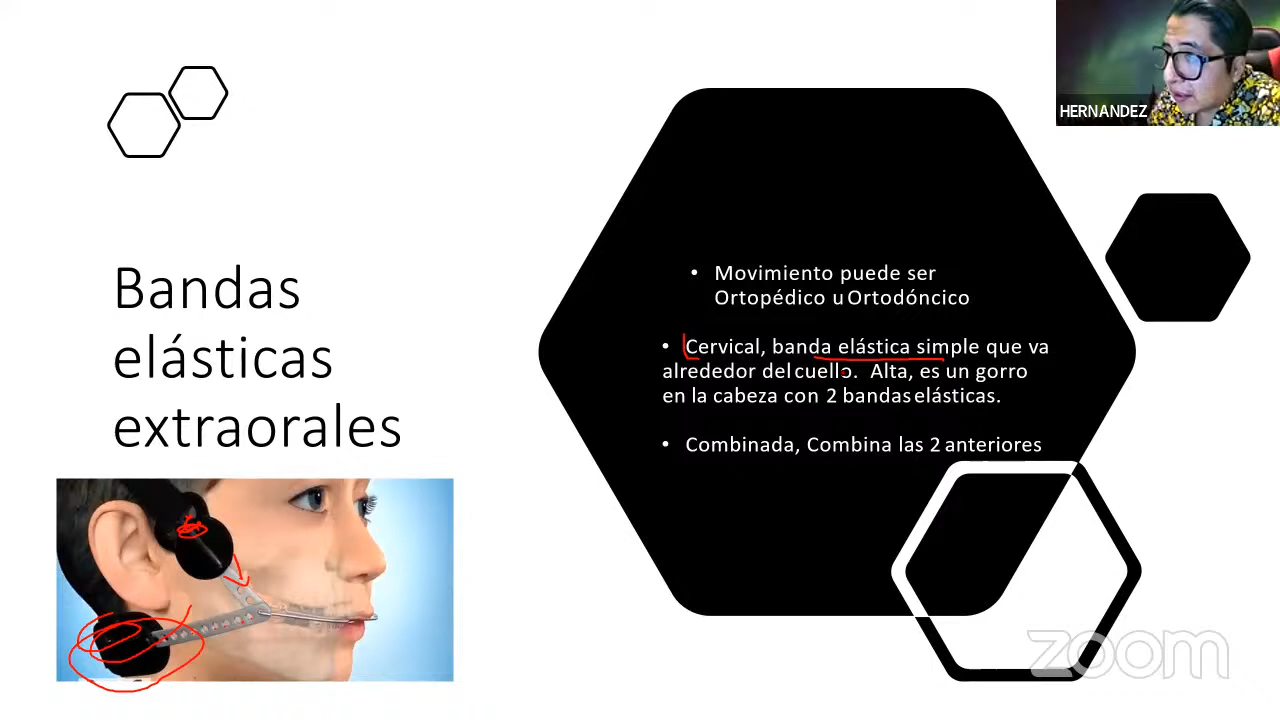 HERNANDEZ
Bandas
elásticas
extraorales
• Movimiento puede ser
Ortopédico u Ortodóncico
• Cervical, banda elástica simple que va
alrededor del cuello. Alta, es un gorro
en la cabeza con 2 bandas elásticas.
• Combinada, Combina las 2 anteriores
zoom